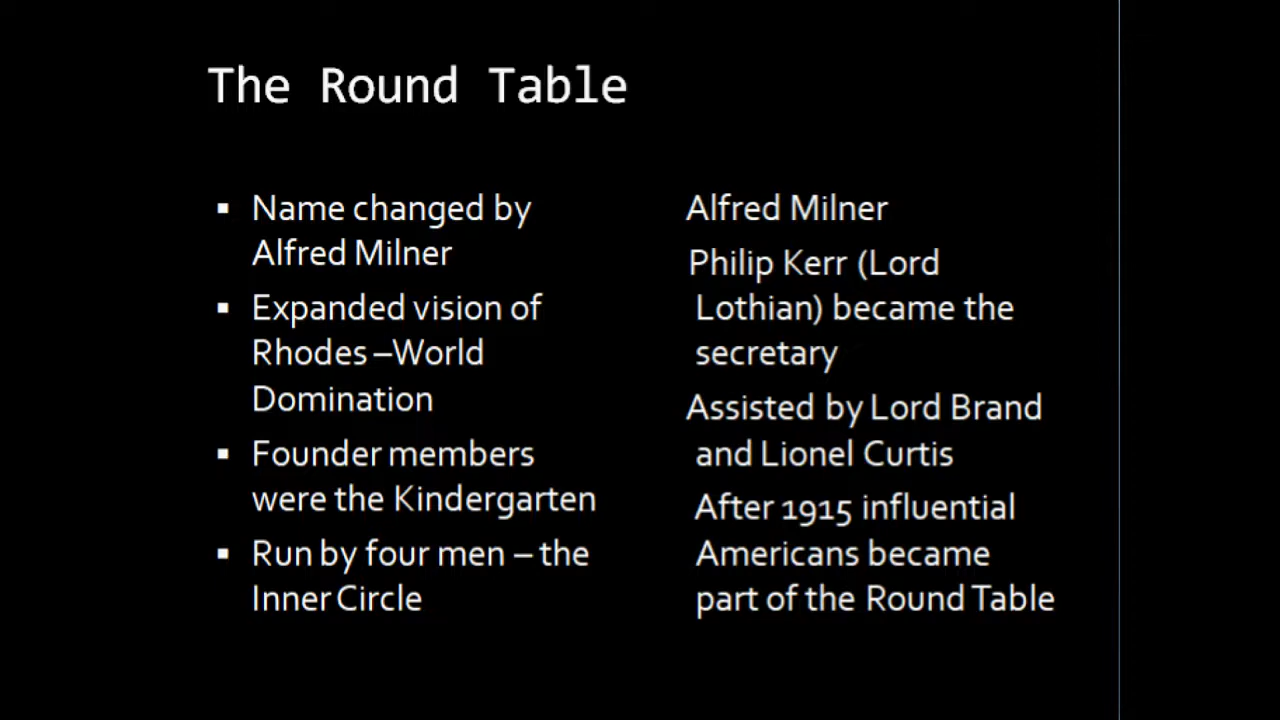 The Round Table
Name changed by
Alfred Milner
Expanded vision of
Rhodes –World
Domination
Founder members
were the Kindergarten
Run by four men – the
Inner Circle
Alfred Milner
Philip Kerr (Lord
Lothian) became the
secretary
Assisted by Lord Brand
and Lionel Curtis
After 1915 influential
Americans became
part of the Round Table